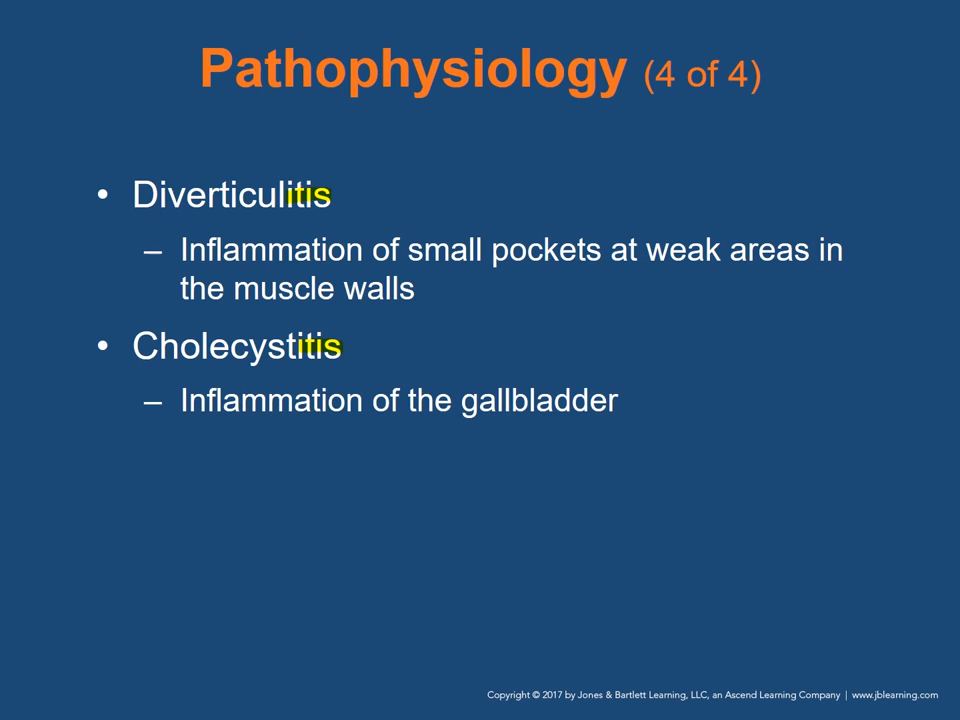 Pathophysiology (4 of 4)
• Diverticulitis
– Inflammation of small pockets at weak areas in
the muscle walls
• Cholecystitis
– Inflammation of the gallbladder
Copyright © 2017 by Jones & Bartlett Learning, LLC, an Ascend Learning Company | www.jblearning.com